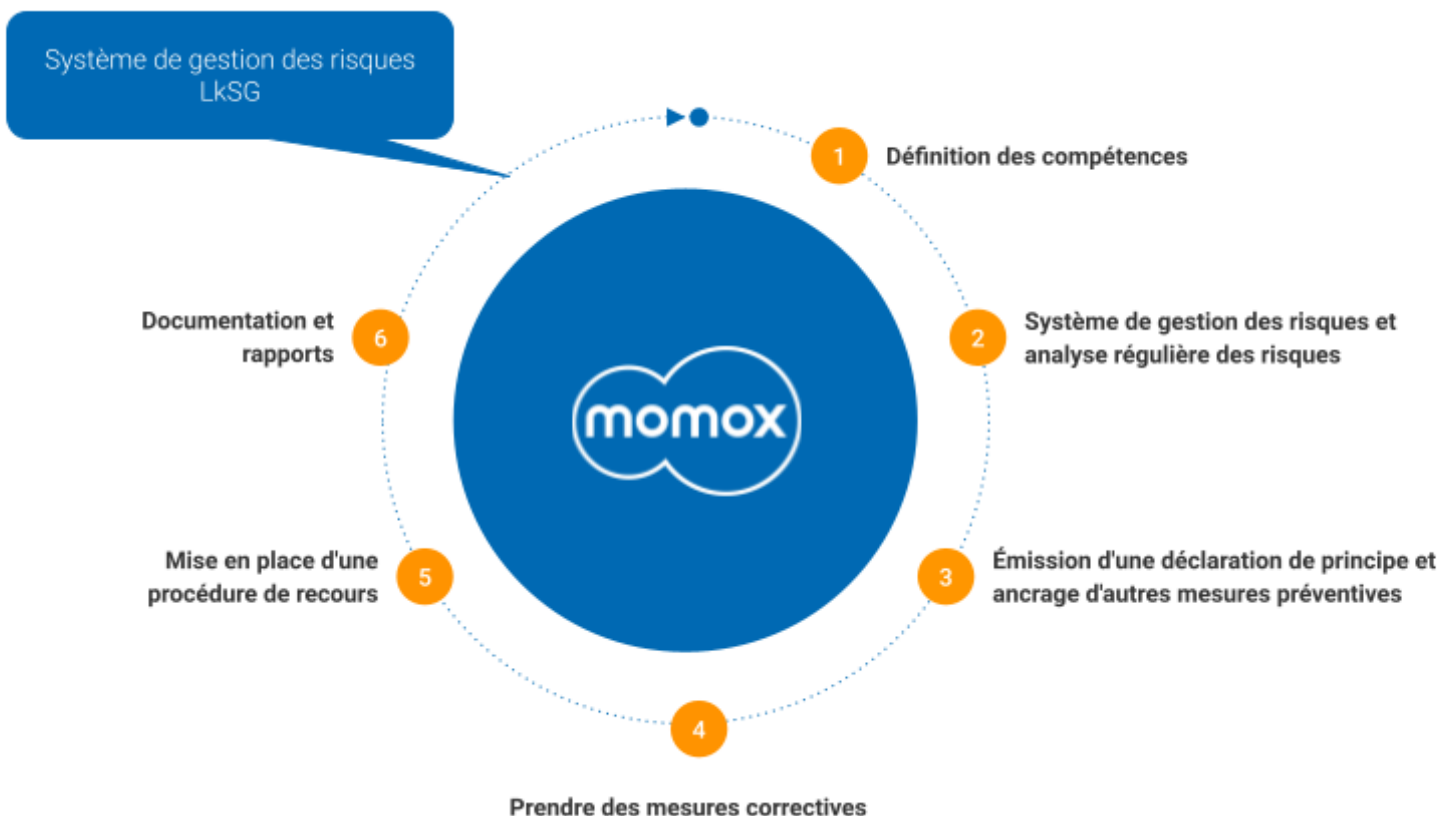 Système de gestion des risques
LkSG
1
Définition des compétences
2
Système de gestion des risques et
analyse régulière des risques
3
Émission d'une déclaration de principe et
ancrage d'autres mesures préventives
4
Prendre des mesures correctives
5
Mise en place d'une
procédure de recours
6
Documentation et
rapports
momox